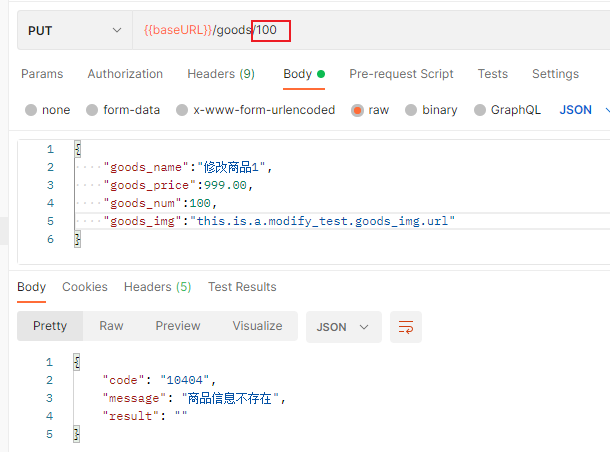 PUT {{baseURL}}/goods/100
Params Authorization Headers (9) Body Pre-request Script Tests Settings
none form-data x-www-form-urlencoded raw binary GraphQL JSON
1 {
2 "goods_name":"修改商品1",
3 "goods_price":999.00,
4 "goods_num":100,
5 "goods_img":"this.is.a.modify_test.goods_img.url"
6 }
Body Cookies Headers (5) Test Results
Pretty Raw Preview Visualize JSON
1 {
2 "code": "10404",
3 "message": "商品信息不存在",
4 "result": ""
5 }